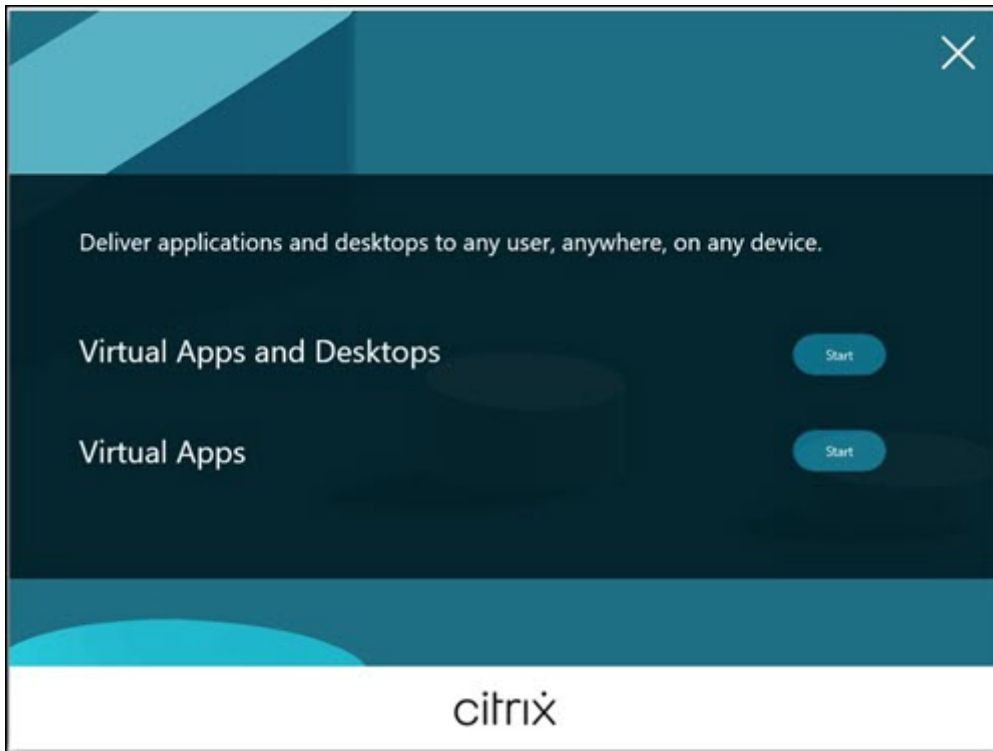 Deliver applications and desktops to any user, anywhere, on any device.
Virtual Apps and Desktops
Start
Virtual Apps
Start
citrix